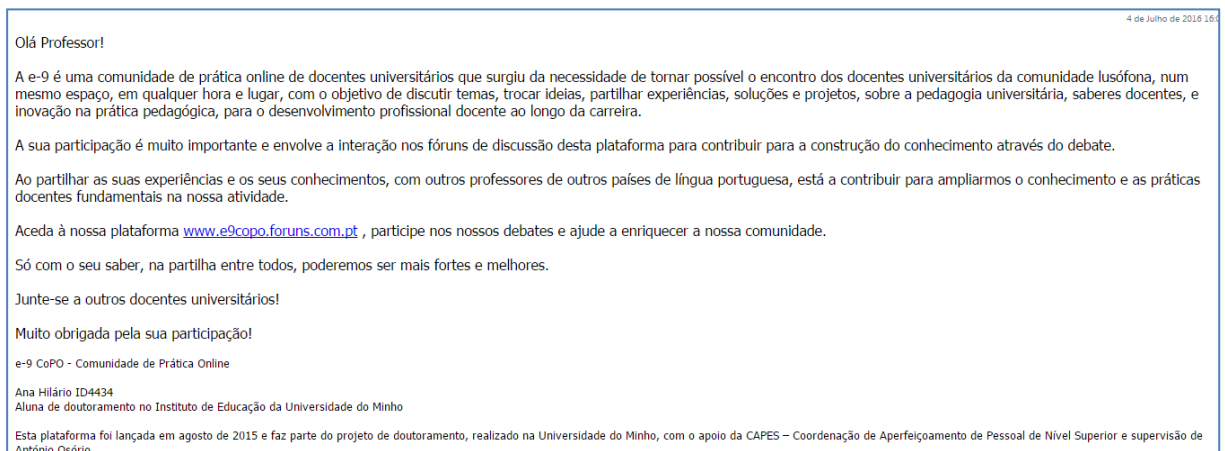 4 de Julho de 2016 16:0
Olá Professor!
A e-9 é uma comunidade de prática online de docentes universitários que surgiu da necessidade de tornar possível o encontro dos docentes universitários da comunidade lusófona, num
mesmo espaço, em qualquer hora e lugar, com o objetivo de discutir temas, trocar ideias, partilhar experiências, soluções e projetos, sobre a pedagogia universitária, saberes docentes, e
inovação na prática pedagógica, para o desenvolvimento profissional docente ao longo da carreira.
A sua participação é muito importante e envolve a interação nos fóruns de discussão desta plataforma para contribuir para a construção do conhecimento através do debate.
Ao partilhar as suas experiências e os seus conhecimentos, com outros professores de outros países de língua portuguesa, está a contribuir para ampliarmos o conhecimento e as práticas
docentes fundamentais na nossa atividade.
Aceda à nossa plataforma www.e9copo.foruns.com.pt , participe nos nossos debates e ajude a enriquecer a nossa comunidade.
Só com o seu saber, na partilha entre todos, poderemos ser mais fortes e melhores.
Junte-se a outros docentes universitários!
Muito obrigada pela sua participação!
e-9 CoPO - Comunidade de Prática Online
Ana Hilário ID4434
Aluna de doutoramento no Instituto de Educação da Universidade do Minho
Esta plataforma foi lançada em agosto de 2015 e faz parte do projeto de doutoramento, realizado na Universidade do Minho, com o apoio da CAPES – Coordenação de Aperfeiçoamento de Pessoal de Nível Superior e supervisão de
António Osório